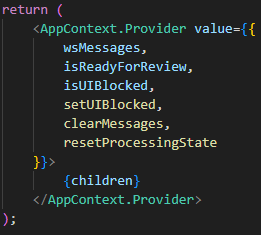 return (
<AppContext.Provider value={{
wsMessages,
isReadyForReview,
isUIBlocked,
setUIBlocked,
clearMessages,
resetProcessingState
}}>
{children}
</AppContext.Provider>
);